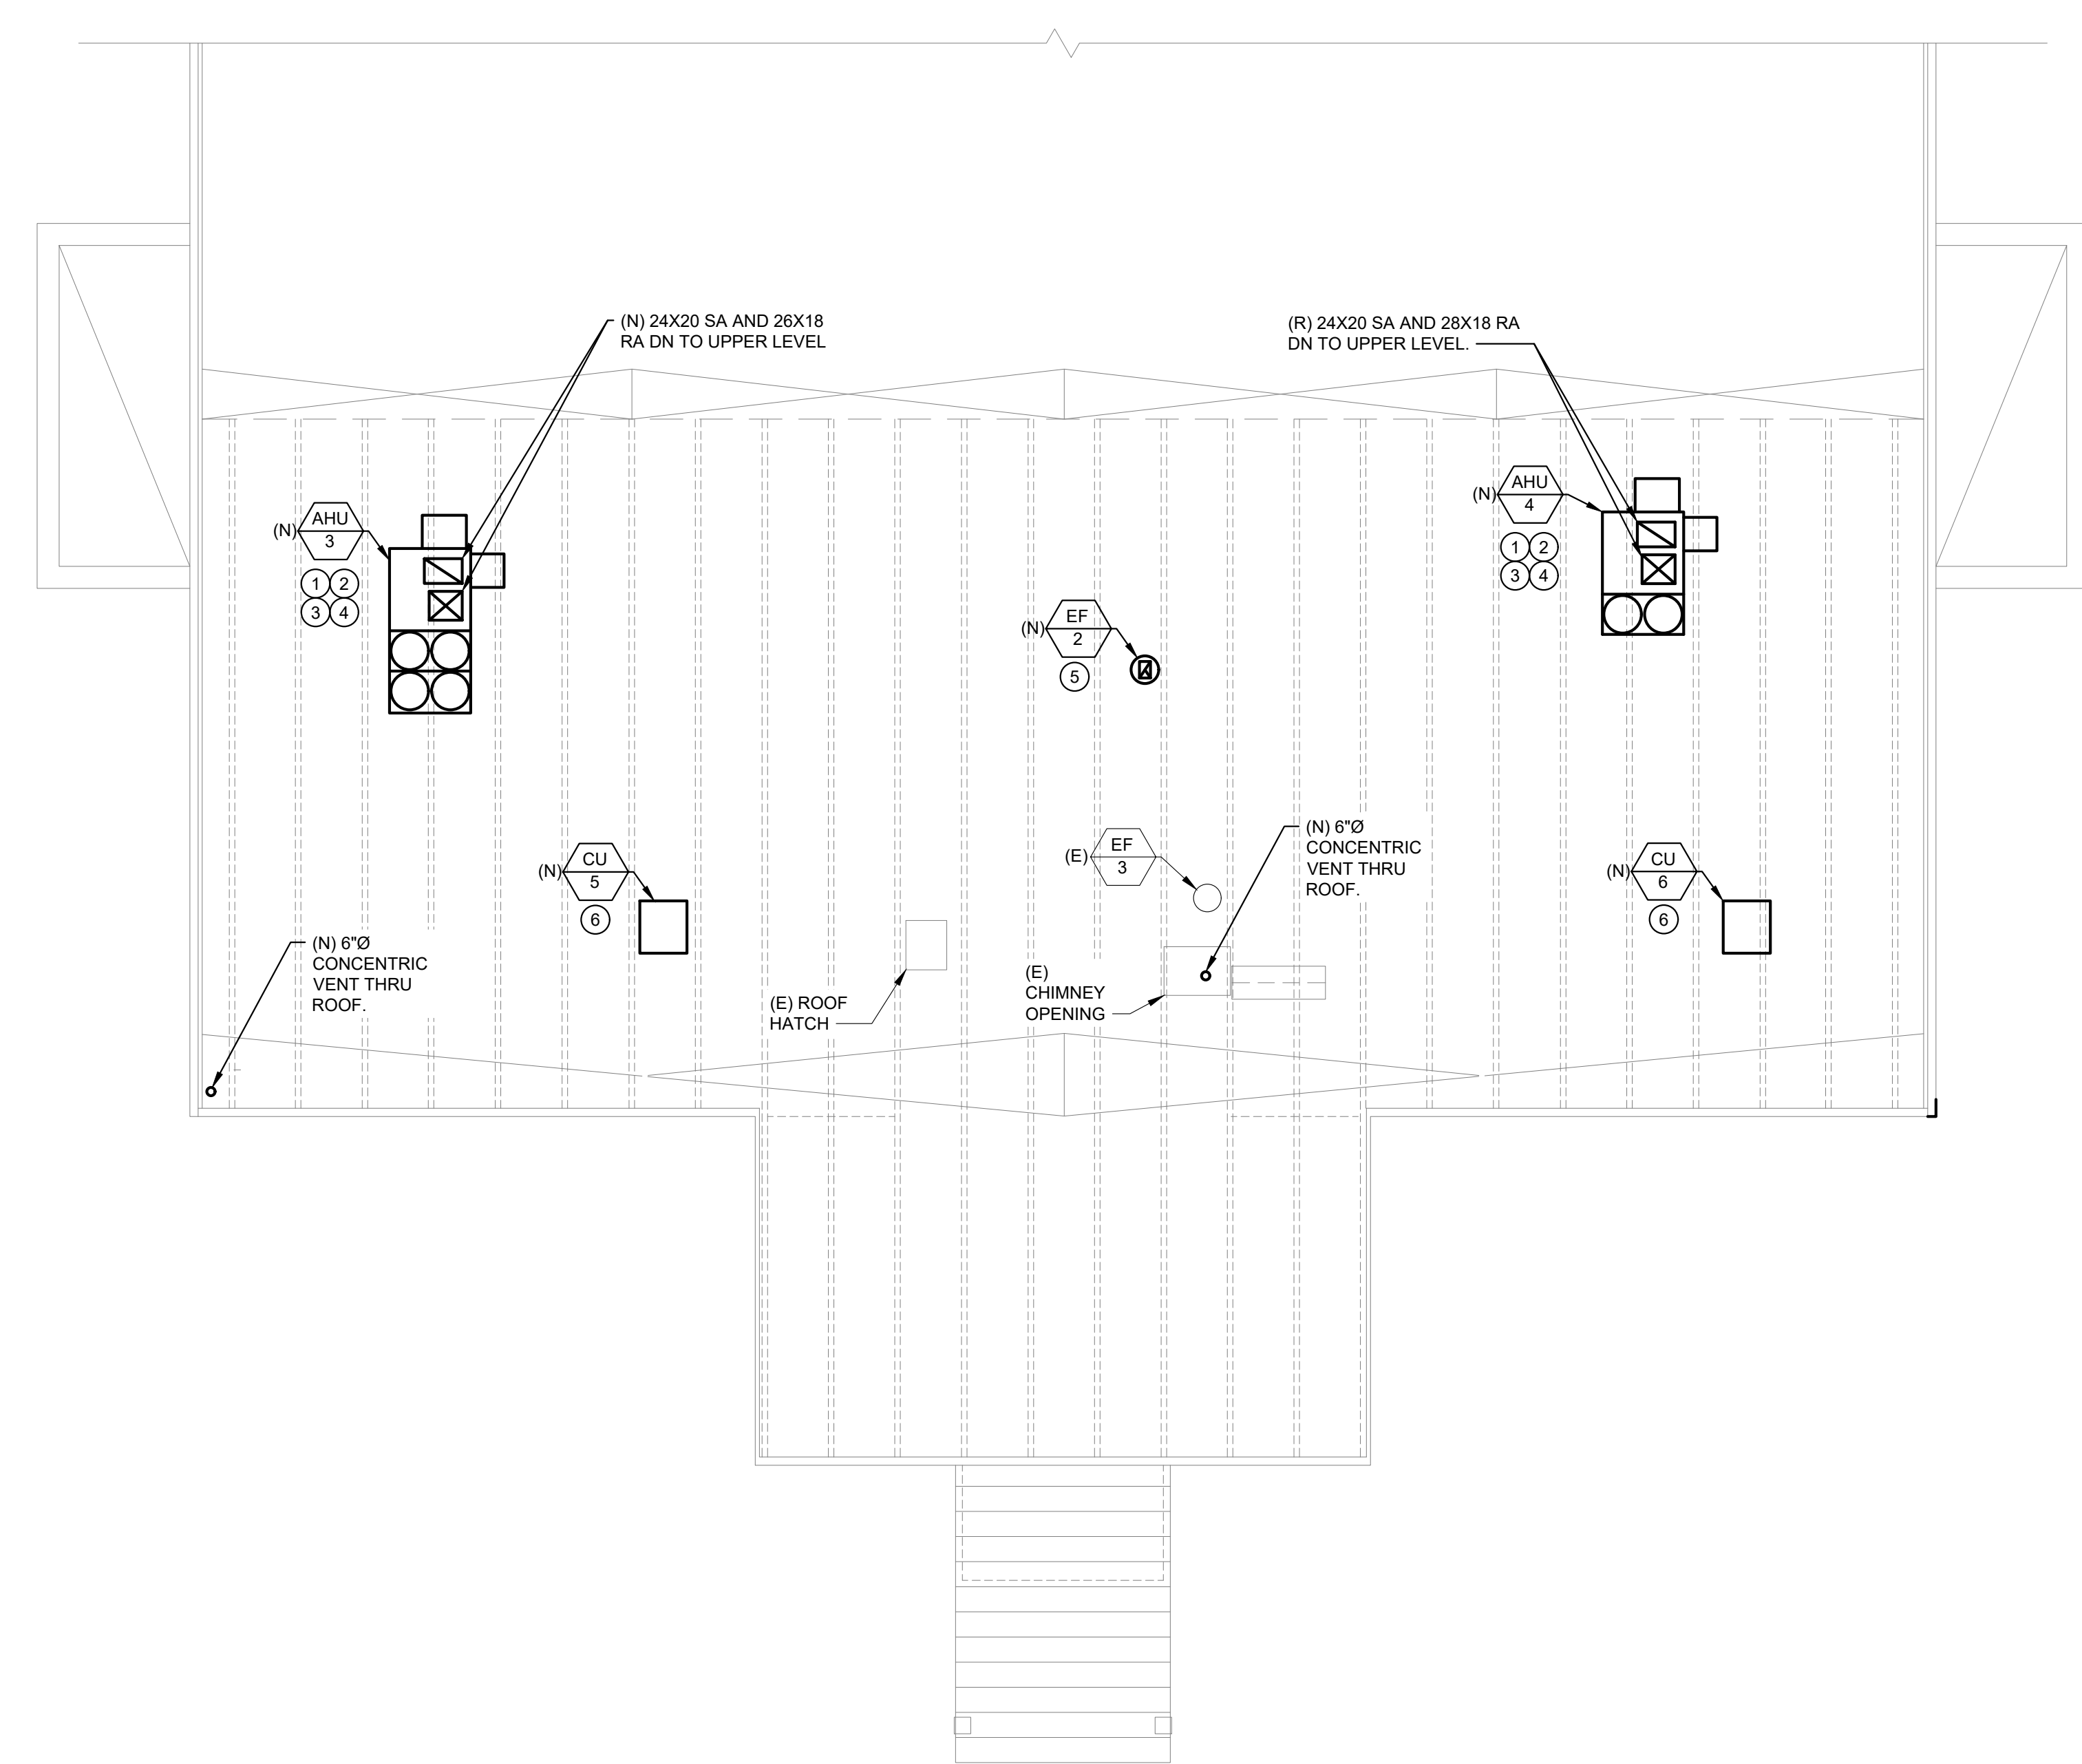 (N) 24X20 SA AND 26X18
RA DN TO UPPER LEVEL
(R) 24X20 SA AND 28X18 RA
DN TO UPPER LEVEL.
(N)
AHU
3
1 2
3 4
(N)
AHU
4
1 2
3 4
(N)
EF
2
5
(N)
CU
5
6
(E)
EF
3
(N) 6"Ø
CONCENTRIC
VENT THRU
ROOF.
(N)
CU
6
6
(N) 6"Ø
CONCENTRIC
VENT THRU
ROOF.
(E) ROOF
HATCH
(E)
CHIMNEY
OPENING